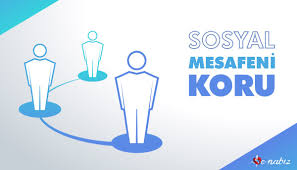 SOSYAL
MESAFENİ
KORU
e-nabız